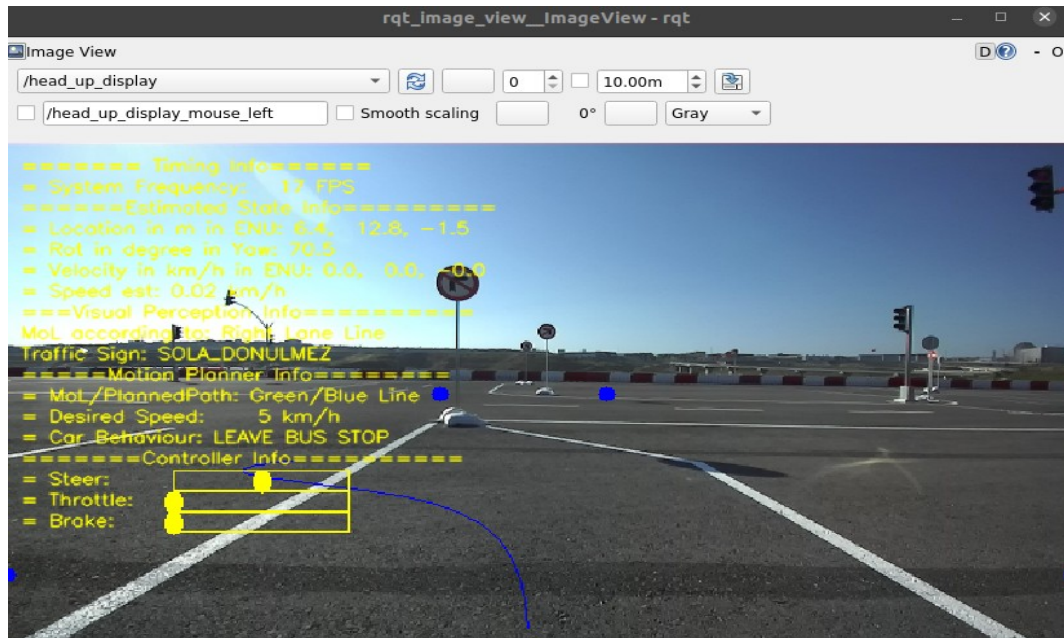 rqt_image_view__ImageView - rqt
Image View
D - O
/head_up_display 0 10.00m
/head_up_display_mouse_left Smooth scaling 0° Gray
======= Timing Info======
= System Frequency: 17 FPS
======Estimated State Info=========
= Location in m in ENU: 6.4, 12.8, -1.5
= Rot in degree in Yaw: 70.5
= Velocity in km/h in ENU: 0.0, 0.0, -0.0
= Speed est: 0.02 km/h
===Visual Perception Info==========
MoL according to: Right Lane Line
Traffic Sign: SOLA_DONULMEZ
=====Motion Planner Info========
= MoL/PlannedPath: Green/Blue Line
= Desired Speed: 5 km/h
= Car Behaviour: LEAVE BUS STOP
=======Controller Info==========
= Steer:
= Throttle:
= Brake: